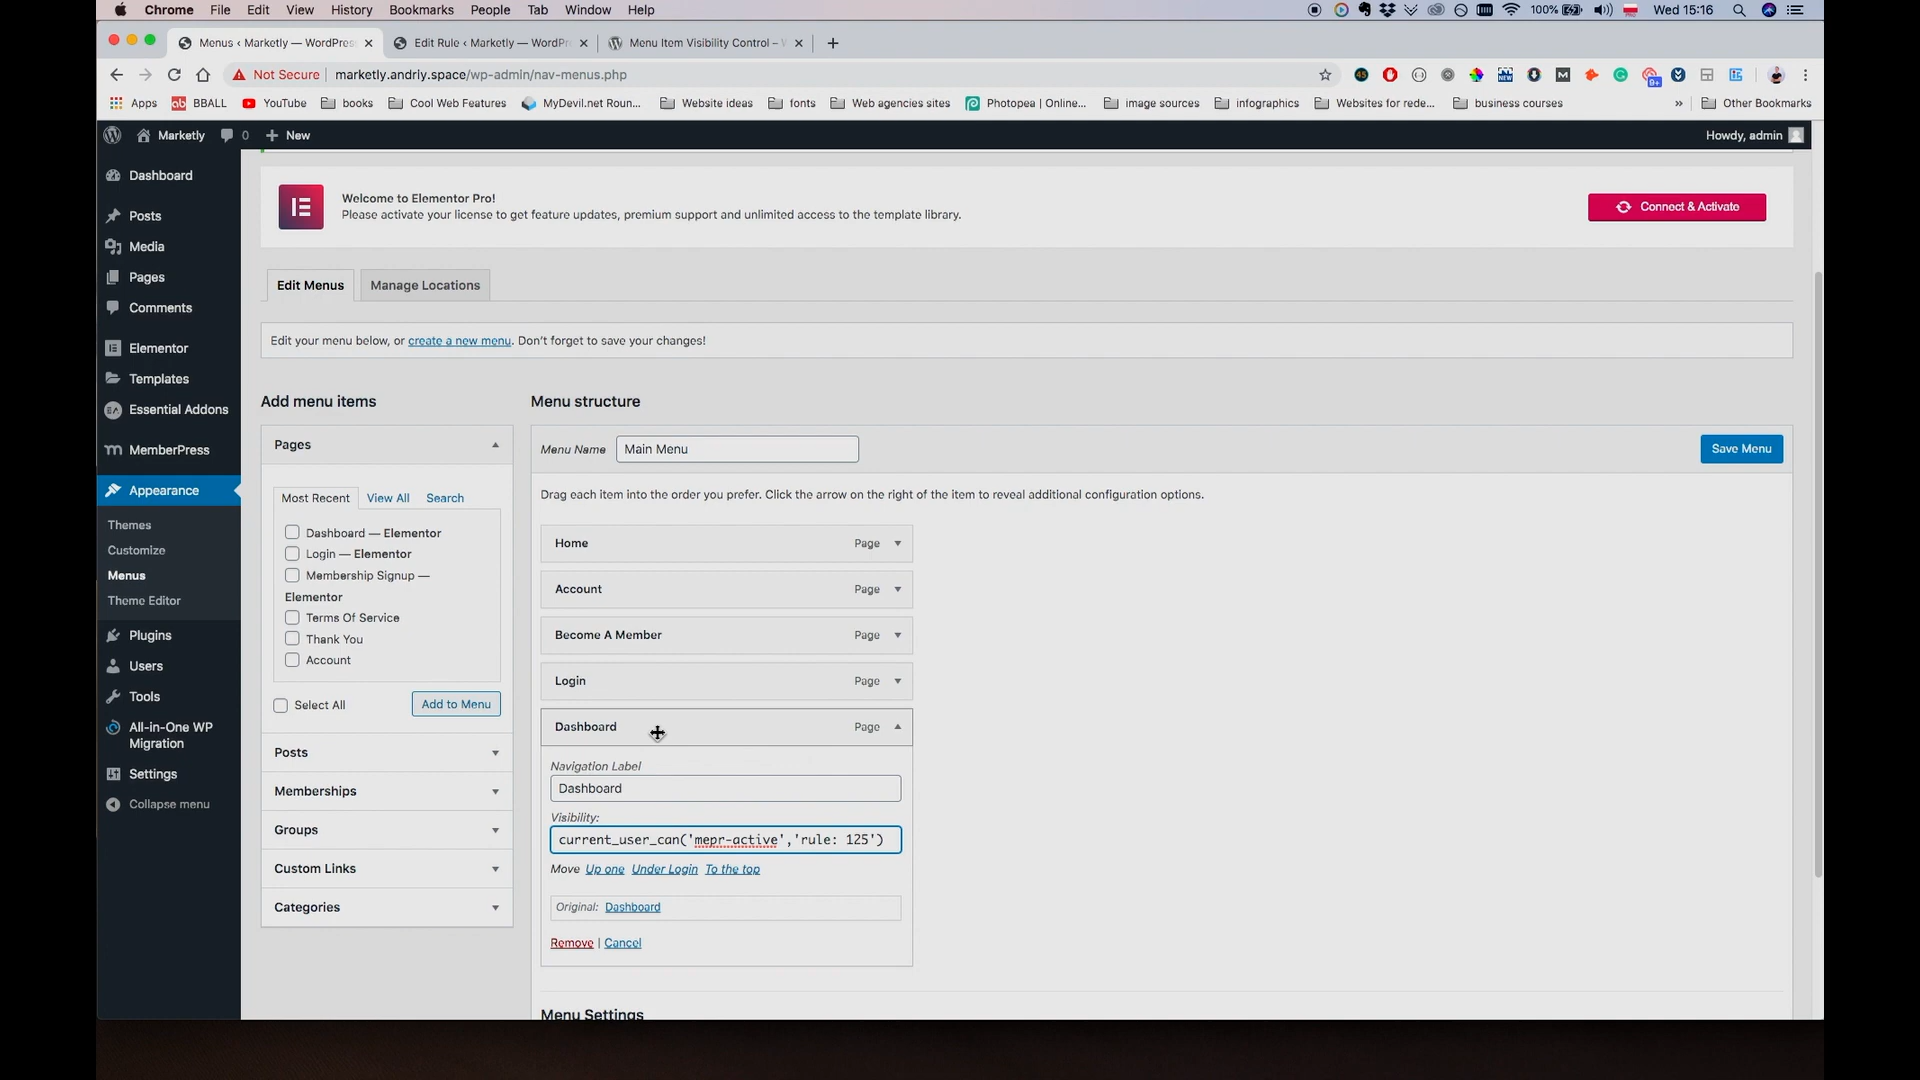 Chrome File Edit View History Bookmarks People Tab Window Help
100% Wed 15:16
Menus ‹ Marketly — WordPres
Edit Rule ‹ Marketly — WordPr
Menu Item Visibility Control –
Not Secure marketly.andriy.space/wp-admin/nav-menus.php
Apps BBALL YouTube books Cool Web Features MyDevil.net Roun... Website ideas fonts Web agencies sites Photopea | Online... image sources infographics Websites for rede... business courses » Other Bookmarks
Marketly 0 + New Howdy, admin
Dashboard
Posts
Media
Pages
Comments
Elementor
Templates
Essential Addons
MemberPress
Appearance
Themes
Customize
Menus
Theme Editor
Plugins
Users
Tools
All-in-One WP
Migration
Settings
Collapse menu
Welcome to Elementor Pro!
Please activate your license to get feature updates, premium support and unlimited access to the template library.
Connect & Activate
Edit Menus
Manage Locations
Edit your menu below, or create a new menu. Don’t forget to save your changes!
Add menu items
Pages
Most Recent View All Search
Dashboard — Elementor
Login — Elementor
Membership Signup —
Elementor
Terms Of Service
Thank You
Account
Select All
Add to Menu
Posts
Memberships
Groups
Custom Links
Categories
Menu structure
Menu Name Main Menu
Save Menu
Drag each item into the order you prefer. Click the arrow on the right of the item to reveal additional configuration options.
Home Page
Account Page
Become A Member Page
Login Page
Dashboard Page
Navigation Label
Dashboard
Visibility:
current_user_can('mepr-active','rule: 125')
Move Up one Under Login To the top
Original: Dashboard
Remove | Cancel
Menu Settings